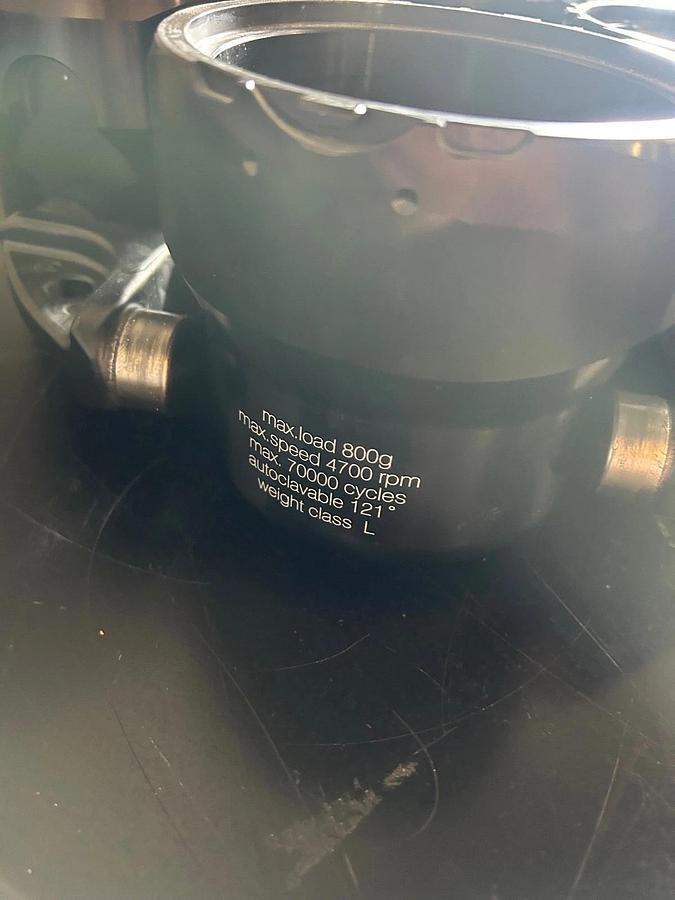 max.load 800g
max.speed 4700 rpm
max. 70000 cycles
autoclavable 121°
weight class L